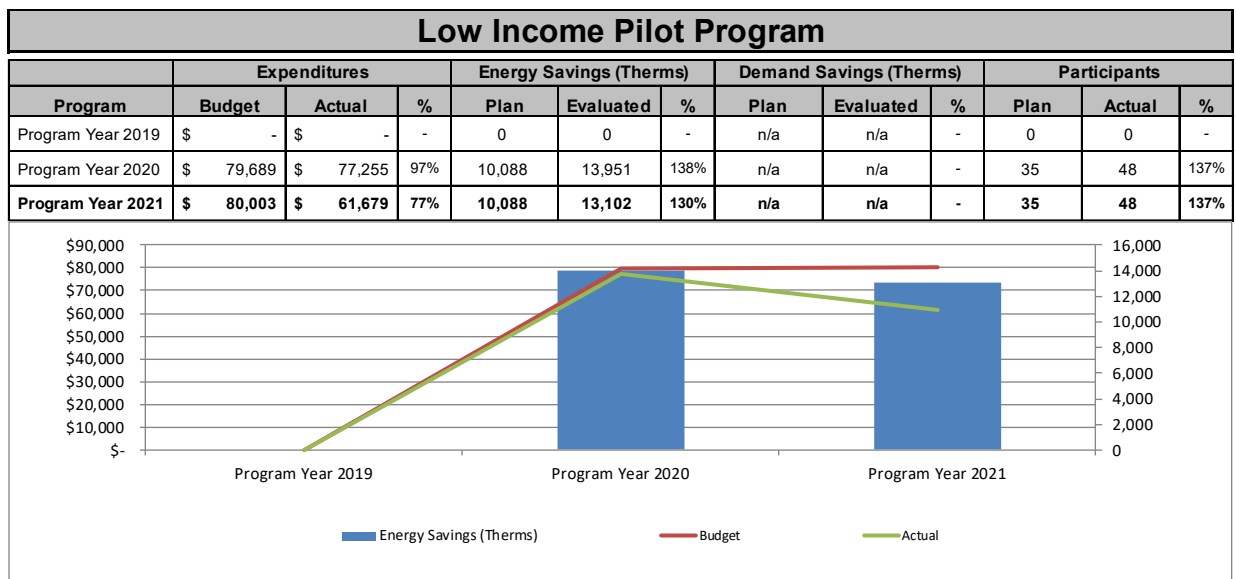 Low Income Pilot Program
Expenditures Energy Savings (Therms) Demand Savings (Therms) Participants
Program Budget Actual % Plan Evaluated % Plan Evaluated % Plan Actual %
Program Year 2019 $ - $ - - 0 0 - n/a n/a - 0 0 -
Program Year 2020 $ 79,689 $ 77,255 97% 10,088 13,951 138% n/a n/a - 35 48 137%
Program Year 2021 $ 80,003 $ 61,679 77% 10,088 13,102 130% n/a n/a - 35 48 137%
$90,000 16,000
$80,000 14,000
$70,000 12,000
$60,000 10,000
$50,000 8,000
$40,000 6,000
$30,000 4,000
$20,000 2,000
$10,000 0
$-
Program Year 2019 Program Year 2020 Program Year 2021
Energy Savings (Therms) Budget Actual